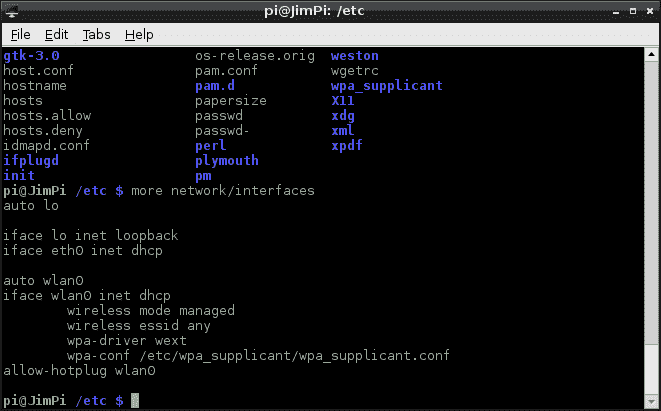 pi@JimPi: /etc
File Edit Tabs Help
gtk-3.0 os-release.orig weston
host.conf pam.conf wgetrc
hostname pam.d wpa_supplicant
hosts papersize X11
hosts.allow passwd xdg
hosts.deny passwd- xml
idmapd.conf perl xpdf
ifplugd plymouth
init pm
pi@JimPi /etc $ more network/interfaces
auto lo
iface lo inet loopback
iface eth0 inet dhcp
auto wlan0
iface wlan0 inet dhcp
wireless mode managed
wireless essid any
wpa-driver wext
wpa-conf /etc/wpa_supplicant/wpa_supplicant.conf
allow-hotplug wlan0
pi@JimPi /etc $